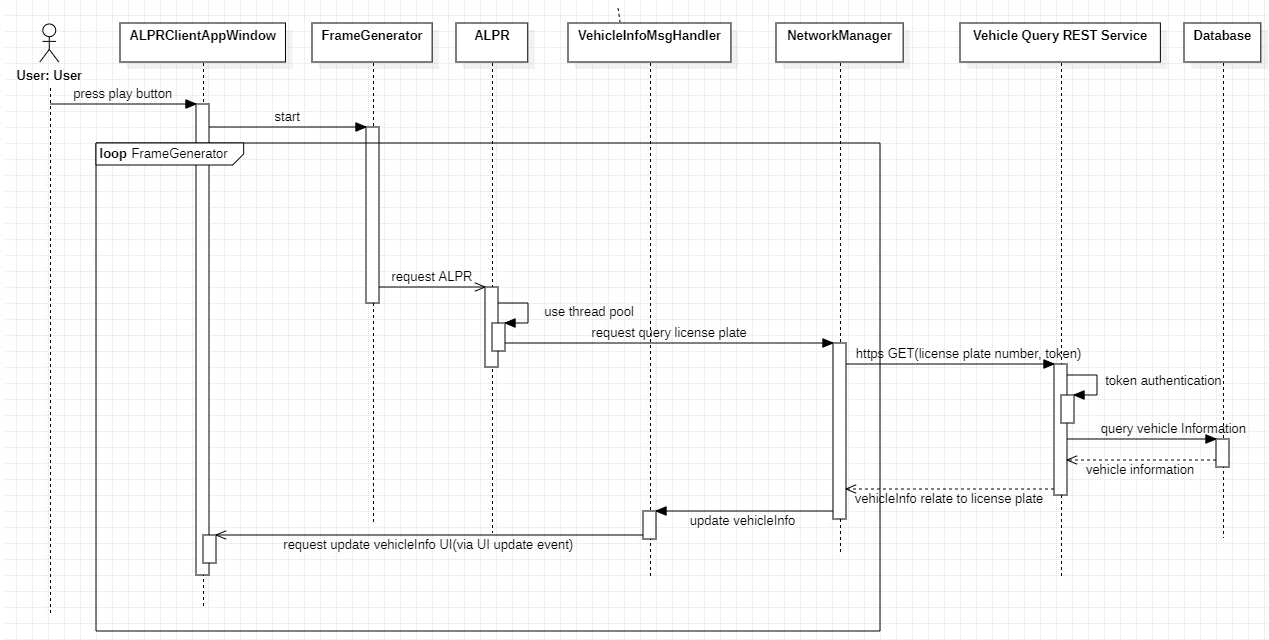 ALPRClientAppWindow
FrameGenerator
ALPR
VehicleInfoMsgHandler
NetworkManager
Vehicle Query REST Service
Database
User: User
press play button
start
loop FrameGenerator
request ALPR
use thread pool
request query license plate
https GET(license plate number, token)
token authentication
query vehicle Information
vehicle information
vehicleInfo relate to license plate
update vehicleInfo
request update vehicleInfo UI(via UI update event)